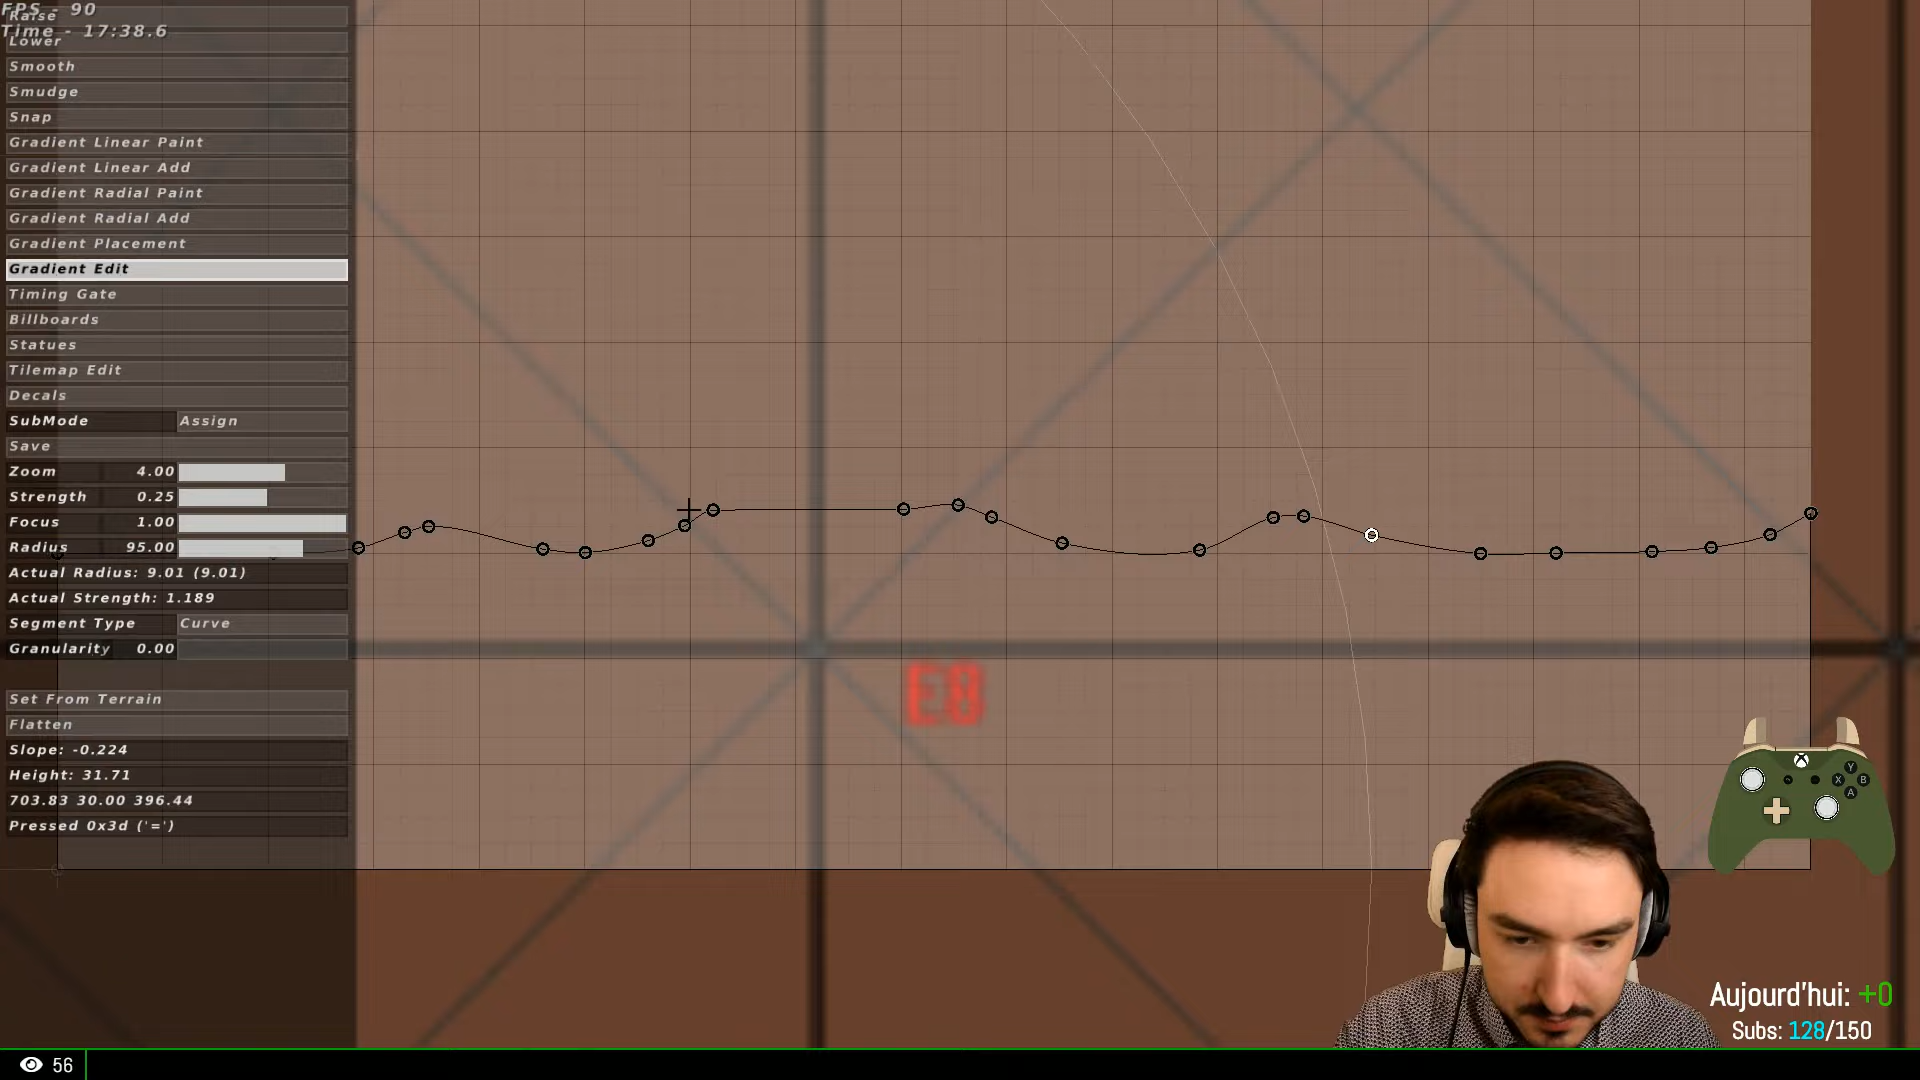 FPS - 90
Raise
Time - 17:38.6
Lower
Smooth
Smudge
Snap
Gradient Linear Paint
Gradient Linear Add
Gradient Radial Paint
Gradient Radial Add
Gradient Placement
Gradient Edit
Timing Gate
Billboards
Statues
Tilemap Edit
Decals
SubMode Assign
Save
Zoom 4.00
Strength 0.25
Focus 1.00
Radius 95.00
Actual Radius: 9.01 (9.01)
Actual Strength: 1.189
Segment Type Curve
Granularity 0.00
E8
Set From Terrain
Flatten
Slope: -0.224
Height: 31.71
703.83 30.00 396.44
Pressed 0x3d ('=')
Y
X B
A
Aujourd'hui: +0
Subs: 128/150
56